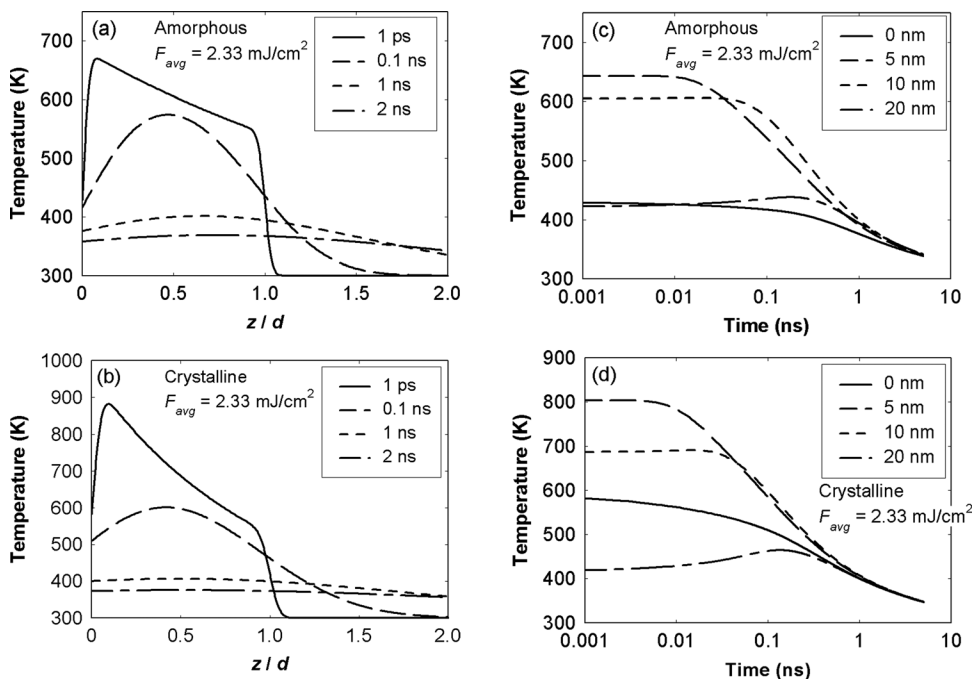 (a)
Amorphous
Favg = 2.33 mJ/cm2
1 ps
0.1 ns
1 ns
2 ns
Temperature (K)
700
600
500
400
300
0
0.5
1.0
1.5
2.0
z / d
(c)
Amorphous
Favg = 2.33 mJ/cm2
0 nm
5 nm
10 nm
20 nm
Temperature (K)
700
600
500
400
300
0.001
0.01
0.1
1
10
Time (ns)
(b)
Crystalline
Favg = 2.33 mJ/cm2
1 ps
0.1 ns
1 ns
2 ns
Temperature (K)
1000
900
800
700
600
500
400
300
0
0.5
1.0
1.5
2.0
z / d
(d)
0 nm
5 nm
10 nm
20 nm
Crystalline
Favg = 2.33 mJ/cm2
Temperature (K)
900
800
700
600
500
400
300
0.001
0.01
0.1
1
10
Time (ns)